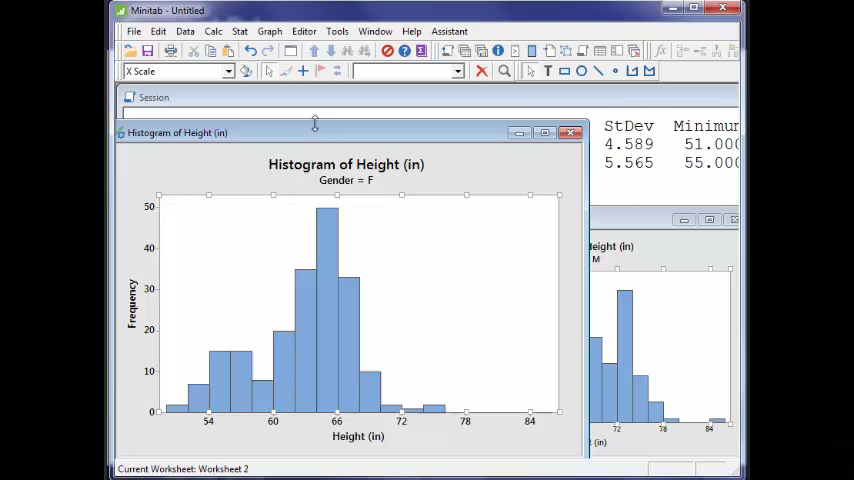 Minitab - Untitled
File Edit Data Calc Stat Graph Editor Tools Window Help Assistant
X Scale
Session
StDev Minimum
4.589 51.000
5.565 55.000
Histogram of Height (in)
Histogram of Height (in)
Gender = F
Frequency
50
40
30
20
10
0
54 60 66 72 78 84
Height (in)
Height (in)
M
72 78 84
(in)
Current Worksheet: Worksheet 2